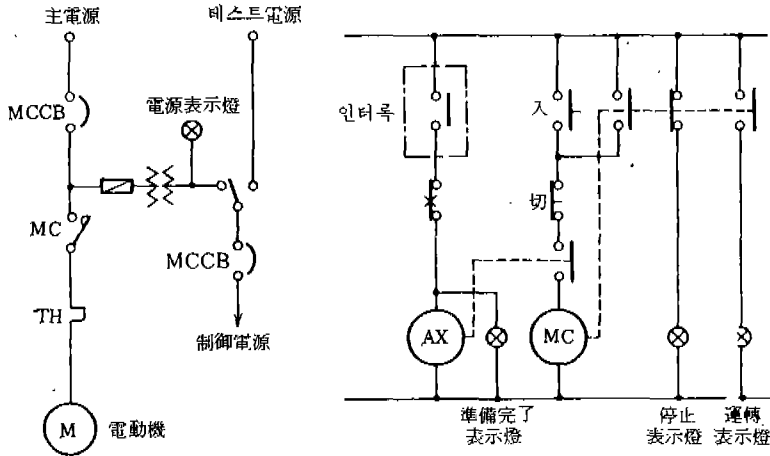 主電源
테스트電源
MCCB
電源表示燈
MC
MCCB
TH
制御電源
M
電動機
인터록
入
切
AX
MC
準備完了
表示燈
停止
表示燈
運轉
表示燈